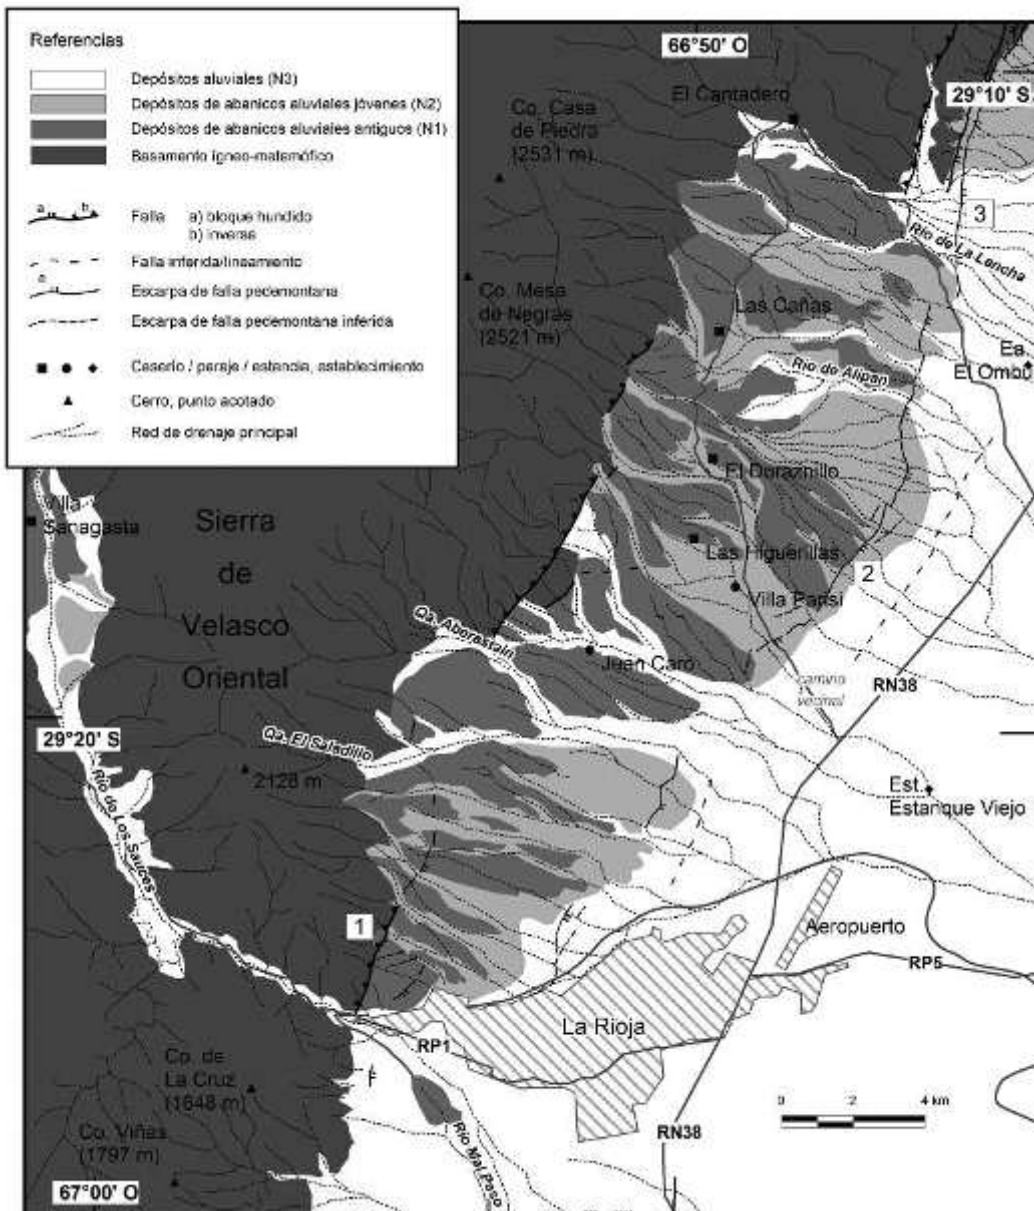 Referencias
Depósitos aluviales (N3)
Depósitos de abanicos aluviales jóvenes (N2)
Depósitos de abanicos aluviales antiguos (N1)
Basamento ígneo-matamófico
a b
Falla a) bloque hundido
b) inversa
Falla inferida/lineamiento
a
Escarpa de falla pedemontana
Escarpa de falla pedemontana inferida
Caserío / paraje / estancia, establecimiento
Cerro, punto acotado
Red de drenaje principal
66°50' O
29°10' S
El Cantadero
Co. Casa
de Piedra
(2531 m)
3
Río de La Lancha
Co. Mesa
de Negras
(2521 m)
Las Cañas
Ea.
El Ombú
Río de Alipan
El Duraznillo
Villa
Sanagasta
Sierra
de
Velasco
Oriental
Las Higuerillas
2
Villa Parisi
Qa. Aborastain
Juan Caro
camino
vecinal
RN38
29°20' S
Qa. El Saladillo
2128 m
Río de Los Sauces
Est.
Estanque Viejo
1
Aeropuerto
RP5
La Rioja
RP1
F
Co. de
La Cruz
(1648 m)
Co. Viñas
(1797 m)
Río Mal Paso
RN38
0 2 4 km
67°00' O